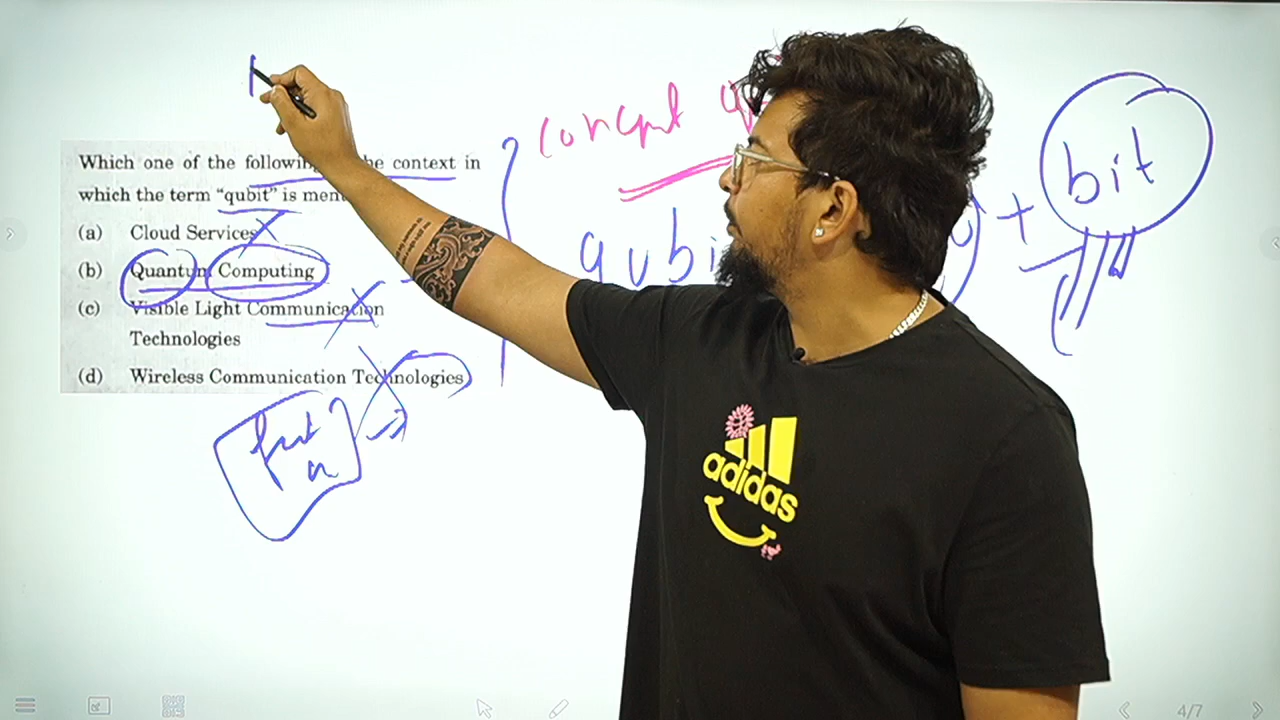 Which one of the following the context in
which the term "qubit" is men
(a) Cloud Services
(b) Quantum Computing
(c) Visible Light Communication
Technologies
(d) Wireless Communication Technologies
concept
qubi
+ bit
adidas
4/7